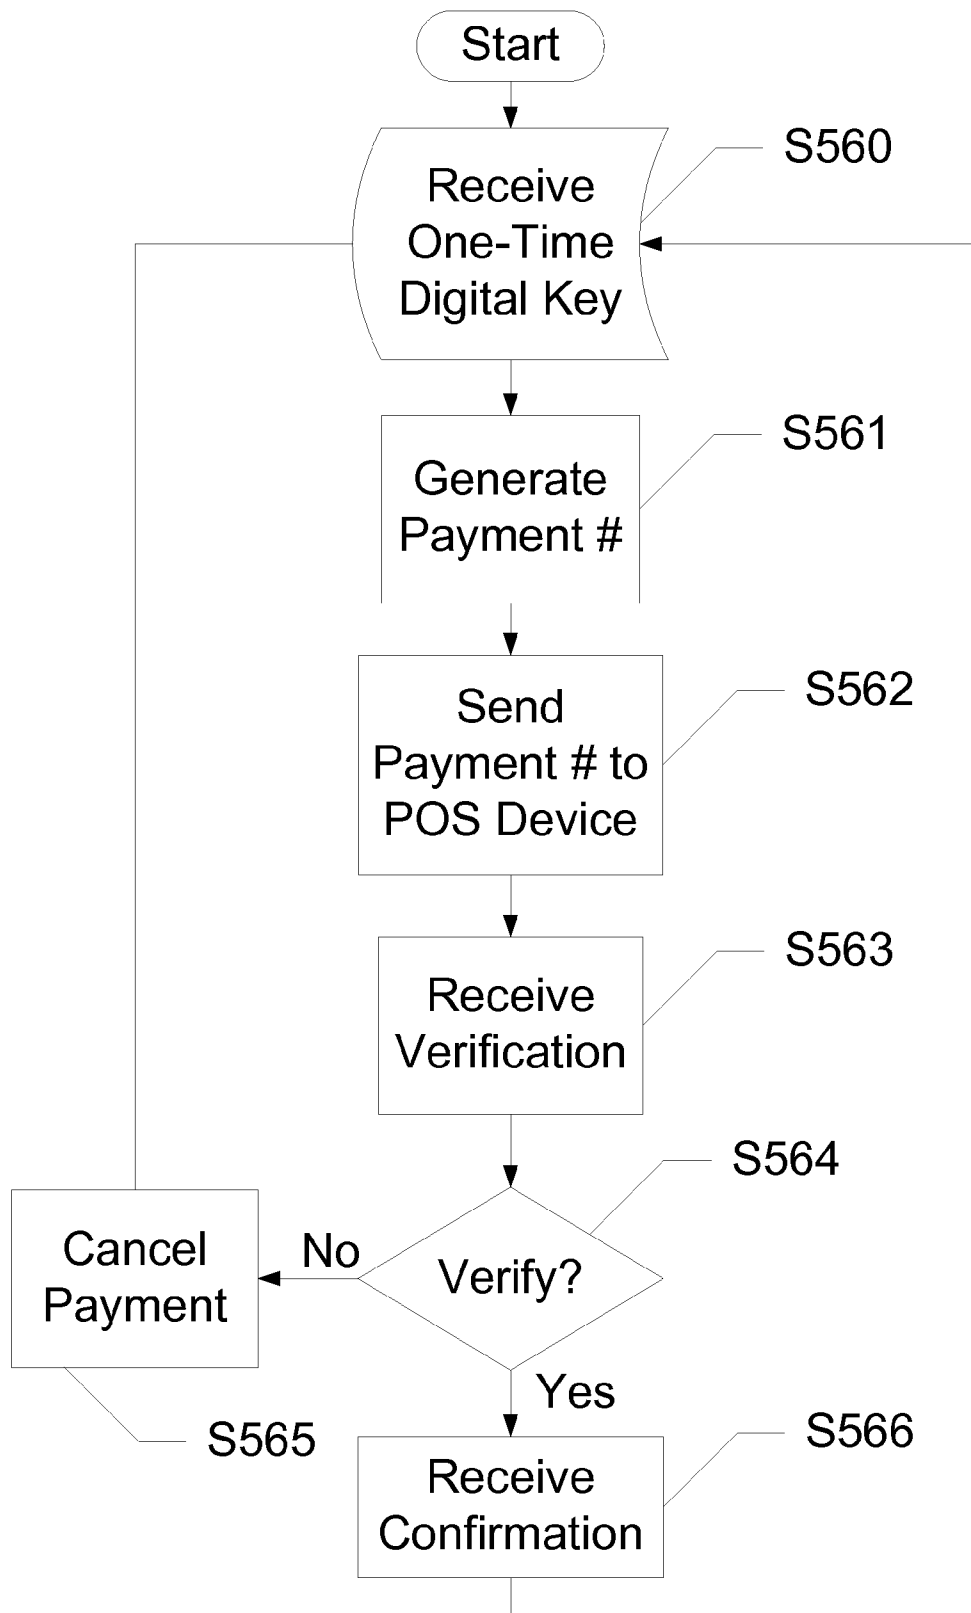 Start
S560
Receive
One-Time
Digital Key
S561
Generate
Payment #
S562
Send
Payment # to
POS Device
S563
Receive
Verification
S564
Verify?
No
Cancel
Payment
Yes
S565
S566
Receive
Confirmation